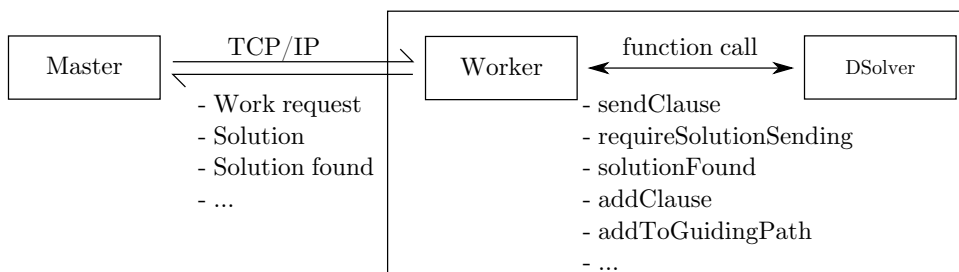 Master
TCP/IP
- Work request
- Solution
- Solution found
- ...
Worker
function call
DSolver
- sendClause
- requireSolutionSending
- solutionFound
- addClause
- addToGuidingPath
- ...